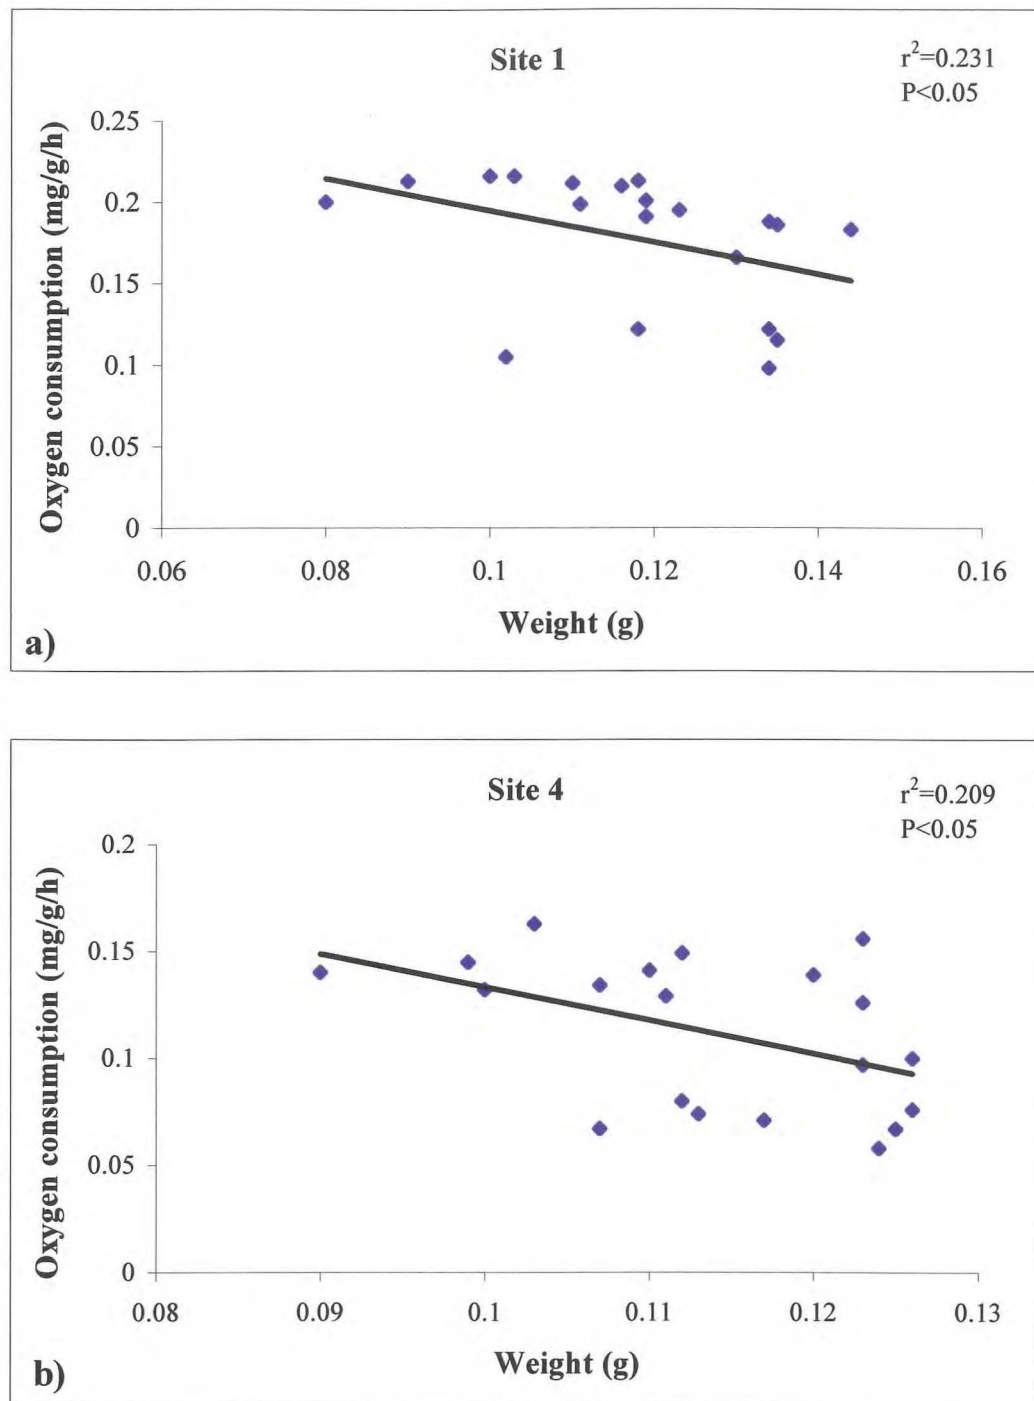 Site 1
r²=0.231
P<0.05
Oxygen consumption (mg/g/h)
0.25
0.2
0.15
0.1
0.05
0
0.06 0.08 0.1 0.12 0.14 0.16
Weight (g)
a)
Site 4
r²=0.209
P<0.05
Oxygen consumption (mg/g/h)
0.2
0.15
0.1
0.05
0
0.08 0.09 0.1 0.11 0.12 0.13
Weight (g)
b)